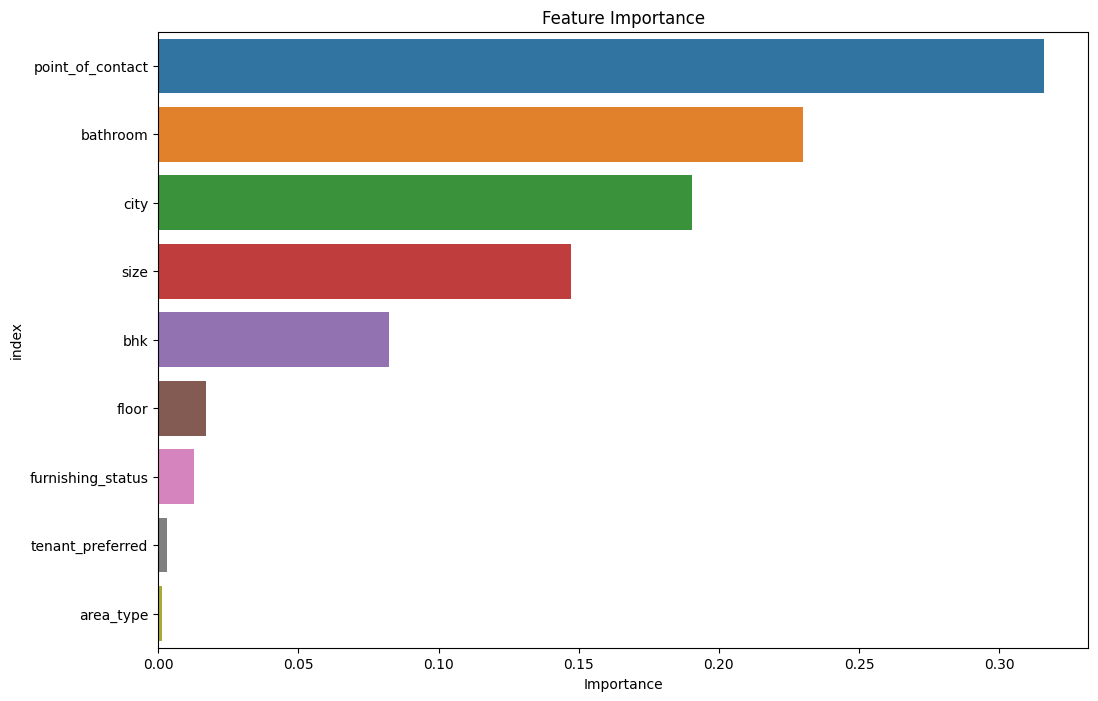 Feature Importance
point_of_contact
bathroom
city
size
bhk
floor
furnishing_status
tenant_preferred
area_type
index
0.00 0.05 0.10 0.15 0.20 0.25 0.30
Importance